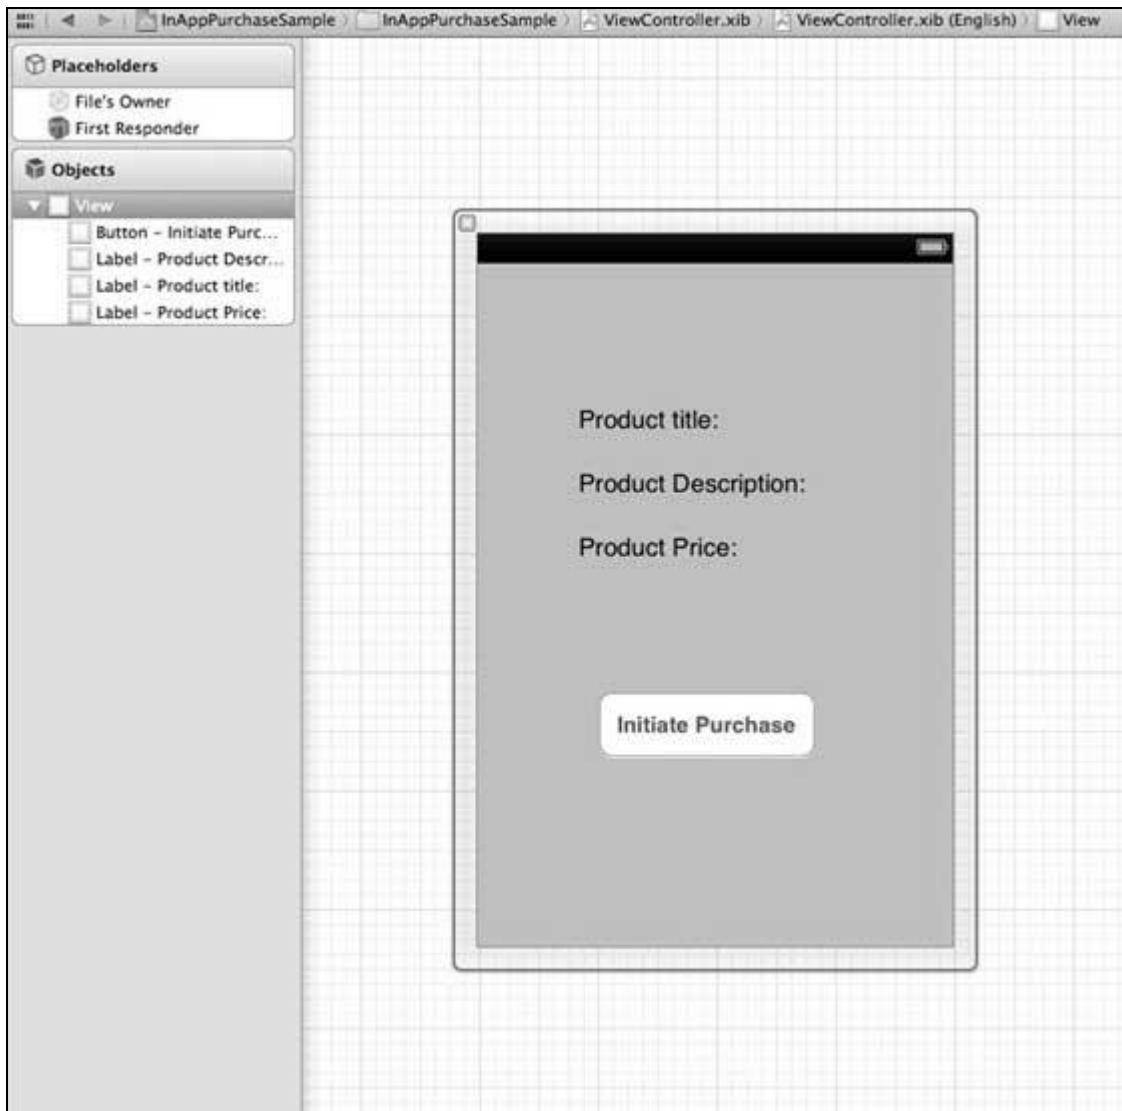 InAppPurchaseSample InAppPurchaseSample ViewController.xib ViewController.xib (English) View
Placeholders
File's Owner
First Responder
Objects
View
Button – Initiate Purc...
Label – Product Descr...
Label – Product title:
Label – Product Price:
Product title:
Product Description:
Product Price:
Initiate Purchase